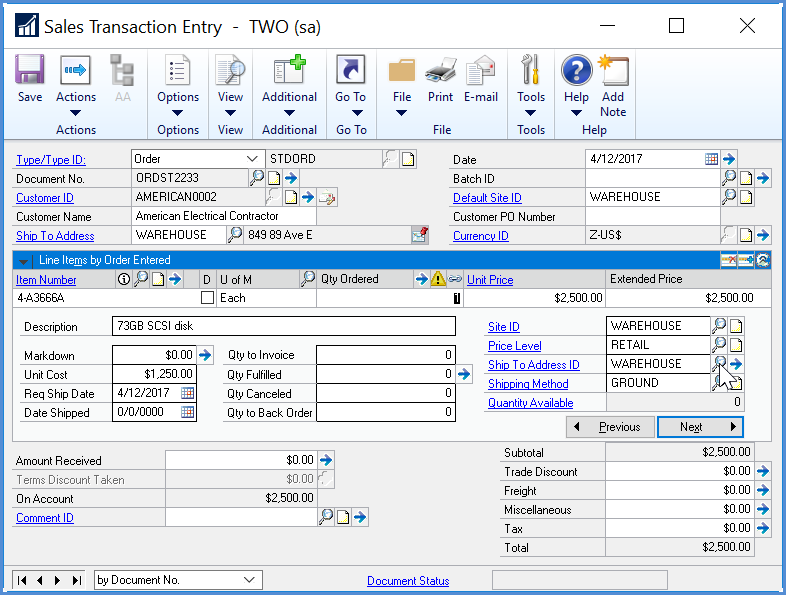 Sales Transaction Entry - TWO (sa)
Save Actions AA Options View Additional Go To File Print E-mail Tools Help Add Note
Actions Options View Additional Go To File Tools Help
Type/Type ID: Order STDORD Date 4/12/2017
Document No. ORDST2233 Batch ID
Customer ID AMERICAN0002 Default Site ID WAREHOUSE
Customer Name American Electrical Contractor Customer PO Number
Ship To Address WAREHOUSE 849 89 Ave E Currency ID Z-US$
Line Items by Order Entered
Item Number D U of M Qty Ordered Unit Price Extended Price
4-A3666A Each 1 $2,500.00 $2,500.00
Description 73GB SCSI disk Site ID WAREHOUSE
Price Level RETAIL
Markdown $0.00 Qty to Invoice 0 Ship To Address ID WAREHOUSE
Unit Cost $1,250.00 Qty Fulfilled 0 Shipping Method GROUND
Req Ship Date 4/12/2017 Qty Canceled 0 Quantity Available 0
Date Shipped 0/0/0000 Qty to Back Order 0
Previous Next
Amount Received $0.00 Subtotal $2,500.00
Terms Discount Taken $0.00 Trade Discount $0.00
On Account $2,500.00 Freight $0.00
Comment ID Miscellaneous $0.00
Tax $0.00
Total $2,500.00
by Document No. Document Status